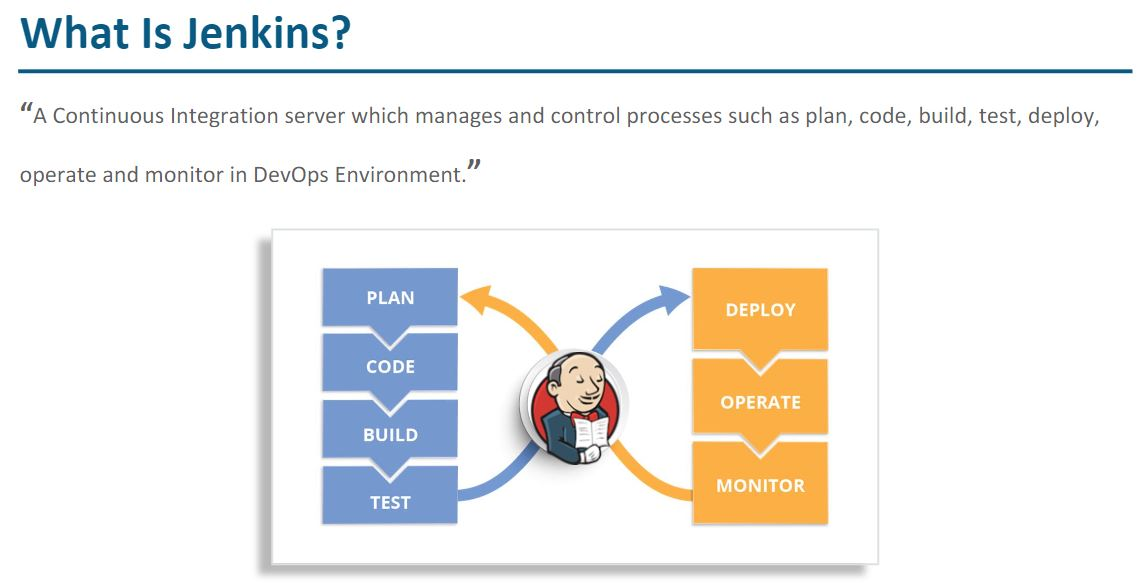 What Is Jenkins?
“A Continuous Integration server which manages and control processes such as plan, code, build, test, deploy,
operate and monitor in DevOps Environment.”
PLAN
CODE
BUILD
TEST
DEPLOY
OPERATE
MONITOR